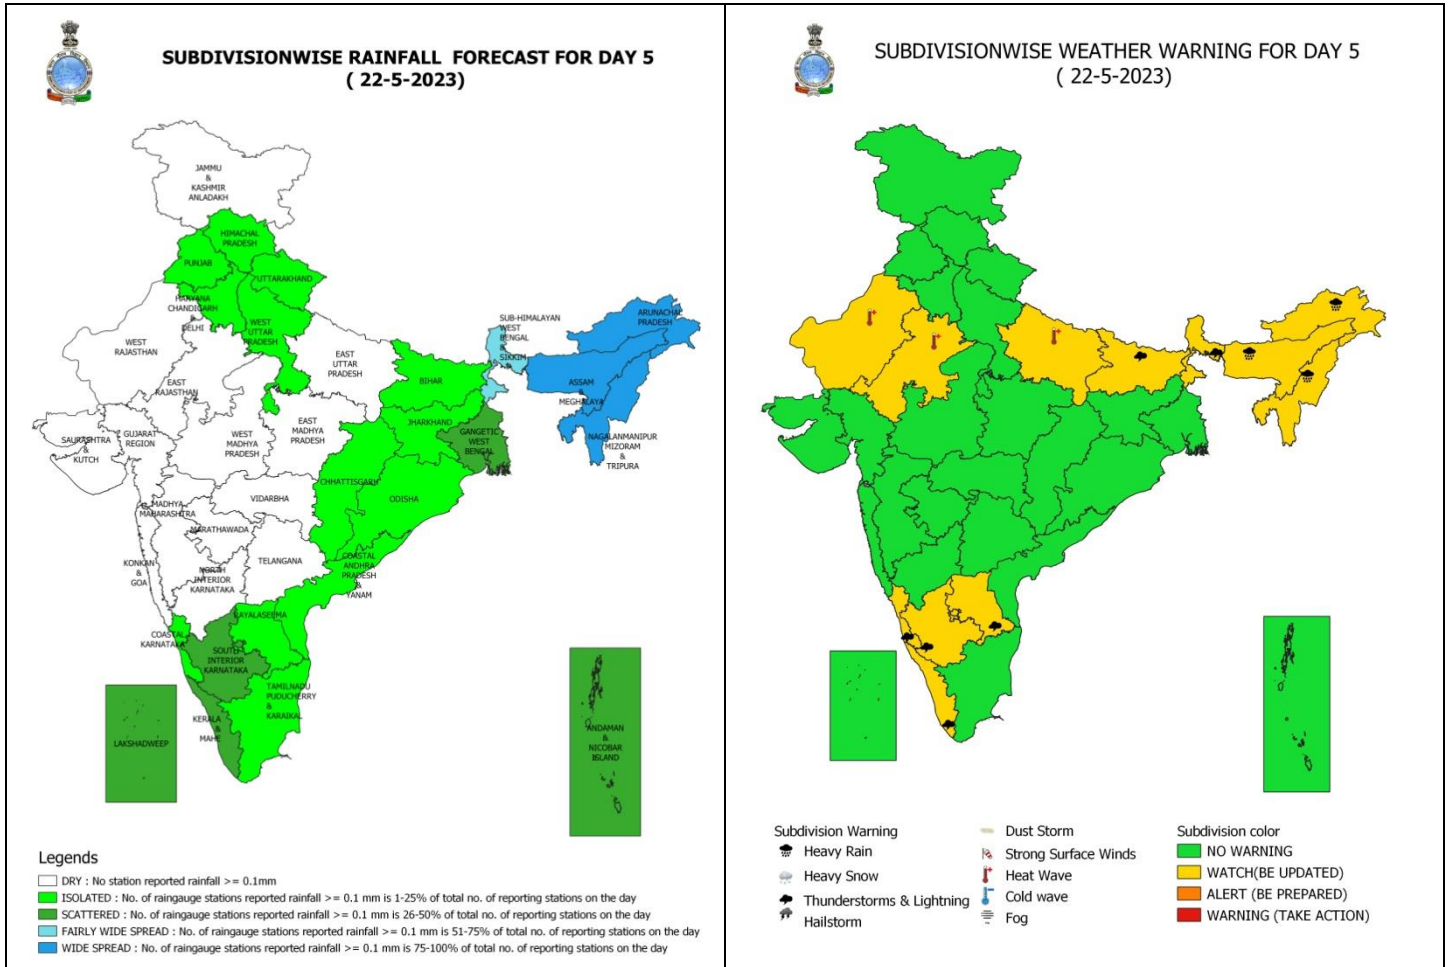 SUBDIVISIONWISE RAINFALL FORECAST FOR DAY 5
( 22-5-2023)
JAMMU
&
KASHMIR
ANLADAKH
HIMACHAL
PRADESH
PUNJAB
UTTARAKHAND
HARYANA
CHANDIGARH
&
DELHI
WEST
UTTAR
PRADESH
SUB-HIMALAYAN
WEST
BENGAL
&
SIKKIM
ARUNACHAL
PRADESH
WEST
RAJASTHAN
EAST
UTTAR
PRADESH
EAST
RAJASTHAN
BIHAR
ASSAM
&
MEGHALAYA
SAURASHTRA
&
KUTCH
GUJARAT
REGION
WEST
MADHYA
PRADESH
EAST
MADHYA
PRADESH
JHARKHAND
GANGETIC
WEST
BENGAL
NAGALANMANIPUR
MIZORAM
&
TRIPURA
CHHATTISGARH
ODISHA
VIDARBHA
MADHYA
MAHARASHTRA
MARATHAWADA
KONKAN
&
GOA
NORTH
INTERIOR
KARNATAKA
TELANGANA
COASTAL
ANDHRA
PRADESH
&
YANAM
RAYALASEEMA
COASTAL
KARNATAKA
SOUTH
INTERIOR
KARNATAKA
TAMILNADU
PUDUCHERRY
&
KARAIKAL
KERALA
&
MAHE
LAKSHADWEEP
ANDAMAN
&
NICOBAR
ISLAND
Legends
DRY : No station reported rainfall >= 0.1mm
ISOLATED : No. of raingauge stations reported rainfall >= 0.1 mm is 1-25% of total no. of reporting stations on the day
SCATTERED : No. of raingauge stations reported rainfall >= 0.1 mm is 26-50% of total no. of reporting stations on the day
FAIRLY WIDE SPREAD : No. of raingauge stations reported rainfall >= 0.1 mm is 51-75% of total no. of reporting stations on the day
WIDE SPREAD : No. of raingauge stations reported rainfall >= 0.1 mm is 75-100% of total no. of reporting stations on the day
SUBDIVISIONWISE WEATHER WARNING FOR DAY 5
( 22-5-2023)
Subdivision Warning
Heavy Rain
Heavy Snow
Thunderstorms & Lightning
Hailstorm
Dust Storm
Strong Surface Winds
Heat Wave
Cold wave
Fog
Subdivision color
NO WARNING
WATCH(BE UPDATED)
ALERT (BE PREPARED)
WARNING (TAKE ACTION)